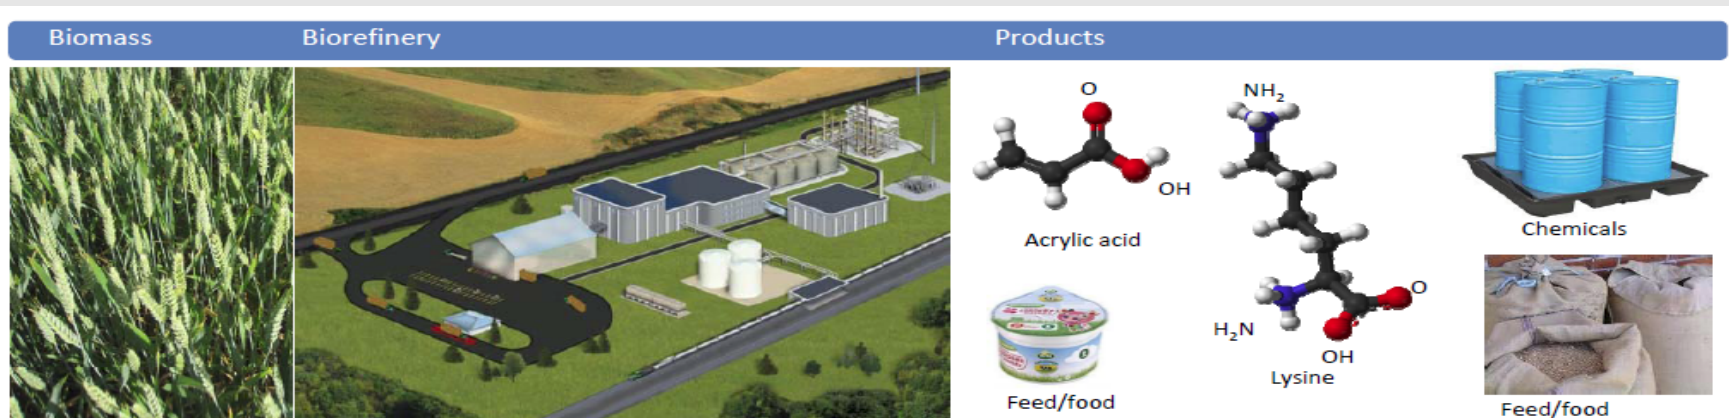 Biomass
Biorefinery
Products
O
OH
Acrylic acid
NH₂
H₂N
O
OH
Lysine
Chemicals
Feed/food
Feed/food